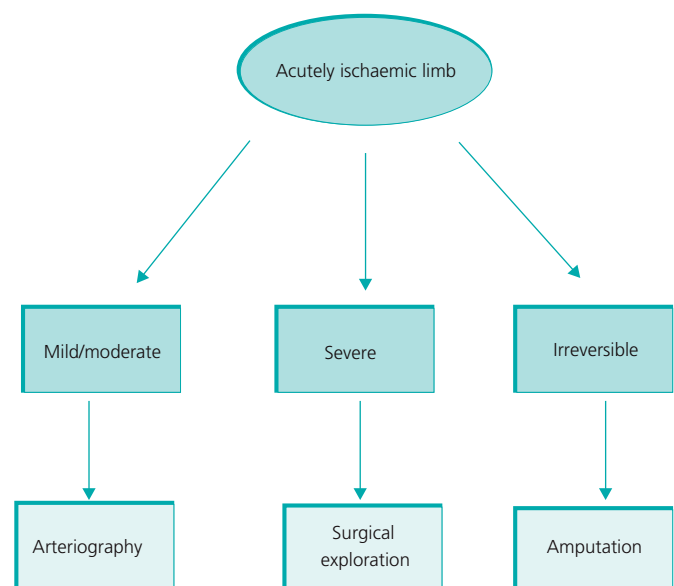 Acutely ischaemic limb
Mild/moderate
Severe
Irreversible
Arteriography
Surgical
exploration
Amputation